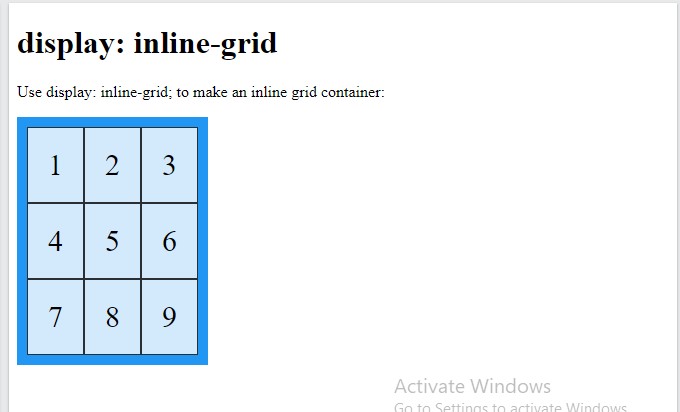 display: inline-grid
Use display: inline-grid; to make an inline grid container:
1 2 3
4 5 6
7 8 9
Activate Windows
Go to Settings to activate Windows.